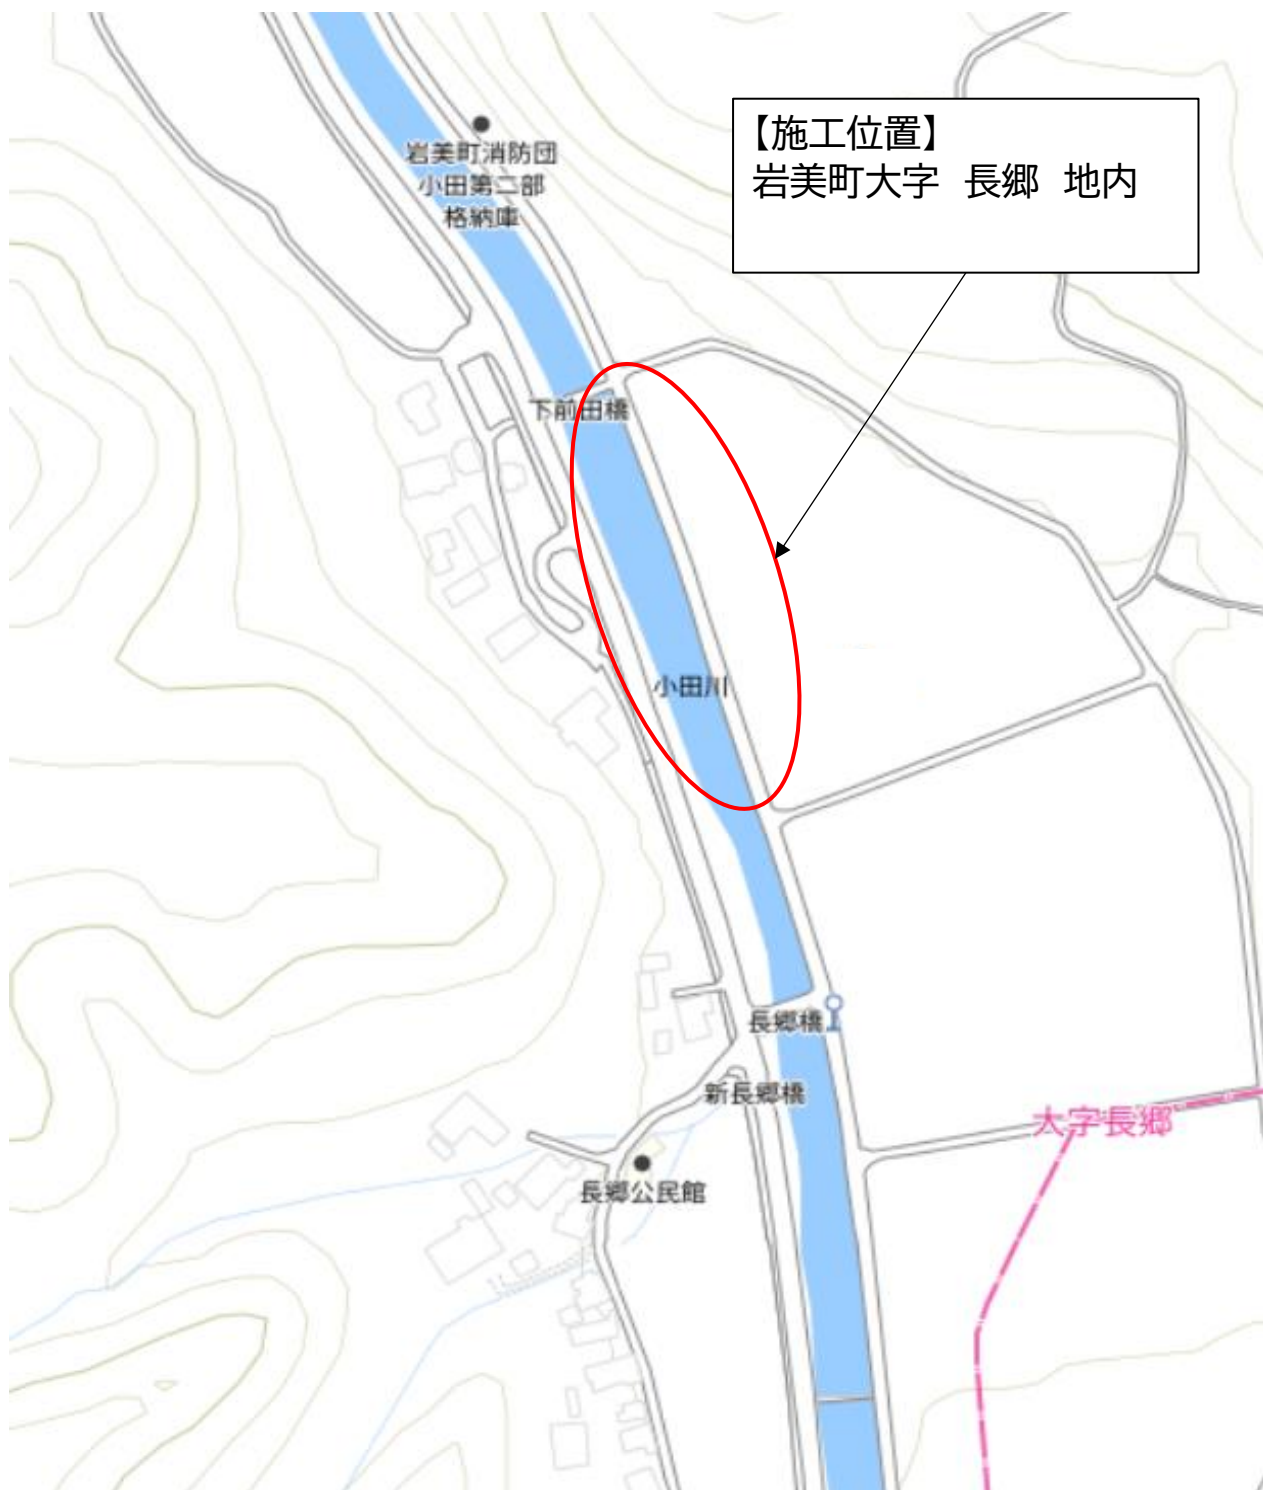 【施工位置】
岩美町大字 長郷 地内
岩美町消防団
小田第二部
格納庫
下前田橋
小田川
長郷橋
新長郷橋
大字長郷
長郷公民館